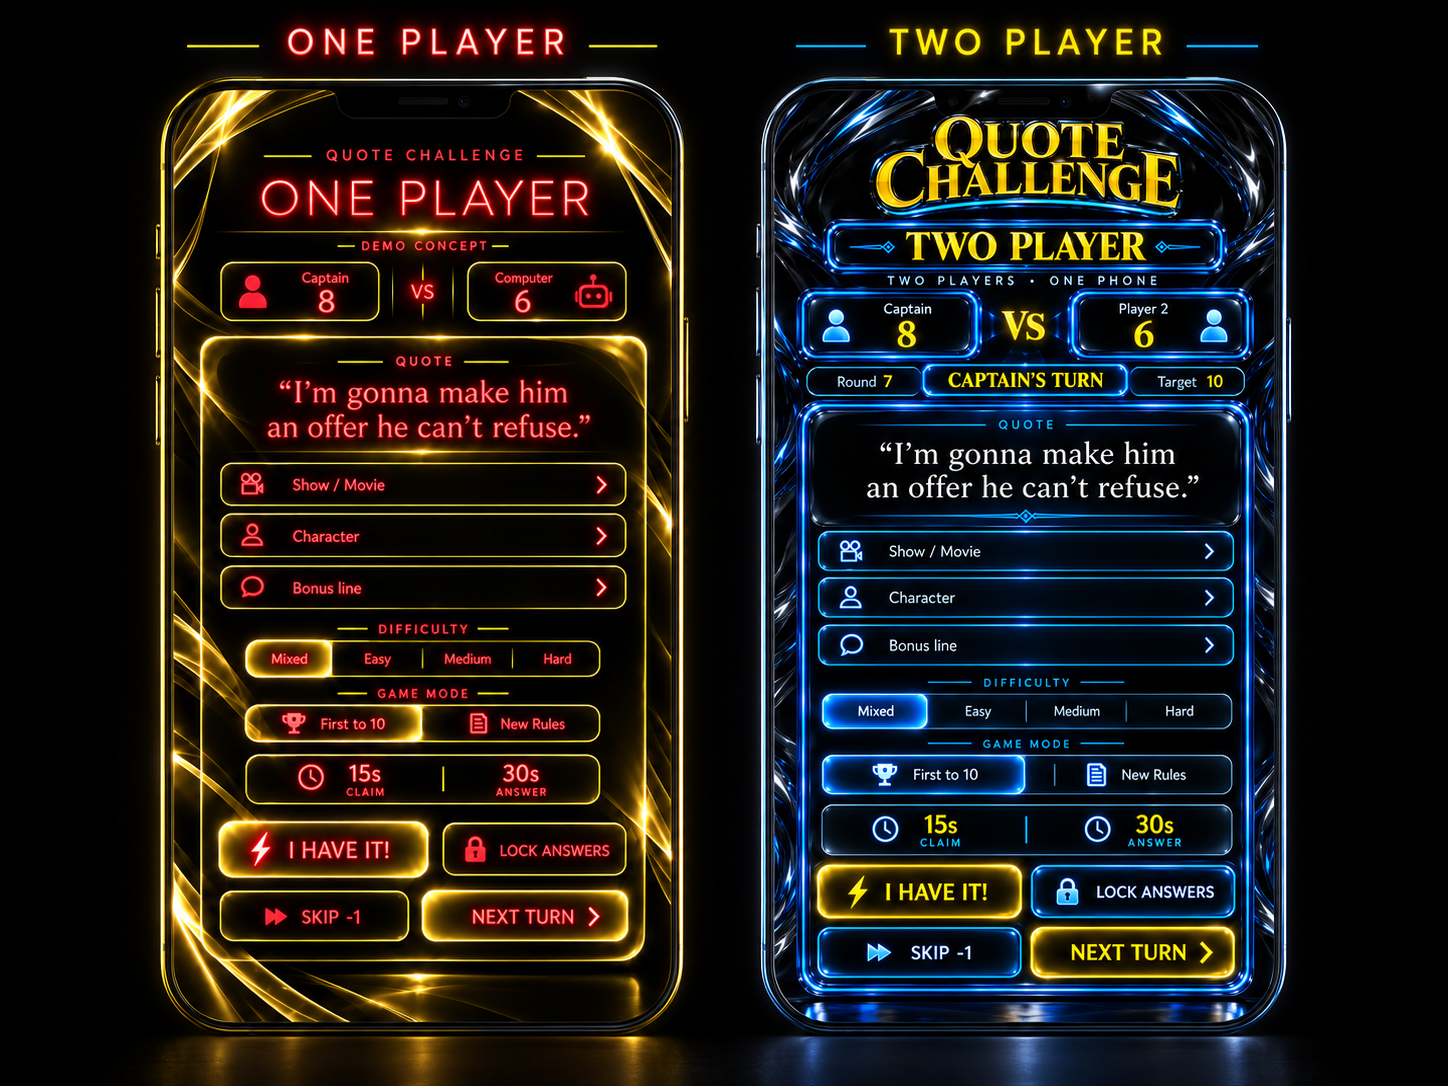 ONE PLAYER
QUOTE CHALLENGE
ONE PLAYER
DEMO CONCEPT
Captain
8
VS
Computer
6
QUOTE
“I’m gonna make him
an offer he can’t refuse.”
Show / Movie
Character
Bonus line
DIFFICULTY
Mixed Easy Medium Hard
GAME MODE
First to 10 New Rules
15s 30s
CLAIM ANSWER
I HAVE IT! LOCK ANSWERS
SKIP -1 NEXT TURN
TWO PLAYER
QUOTE
CHALLENGE
TWO PLAYER
TWO PLAYERS • ONE PHONE
Captain
8
VS
Player 2
6
Round 7 CAPTAIN’S TURN Target 10
QUOTE
“I’m gonna make him
an offer he can’t refuse.”
Show / Movie
Character
Bonus line
DIFFICULTY
Mixed Easy Medium Hard
GAME MODE
First to 10 New Rules
15s 30s
CLAIM ANSWER
I HAVE IT! LOCK ANSWERS
SKIP -1 NEXT TURN